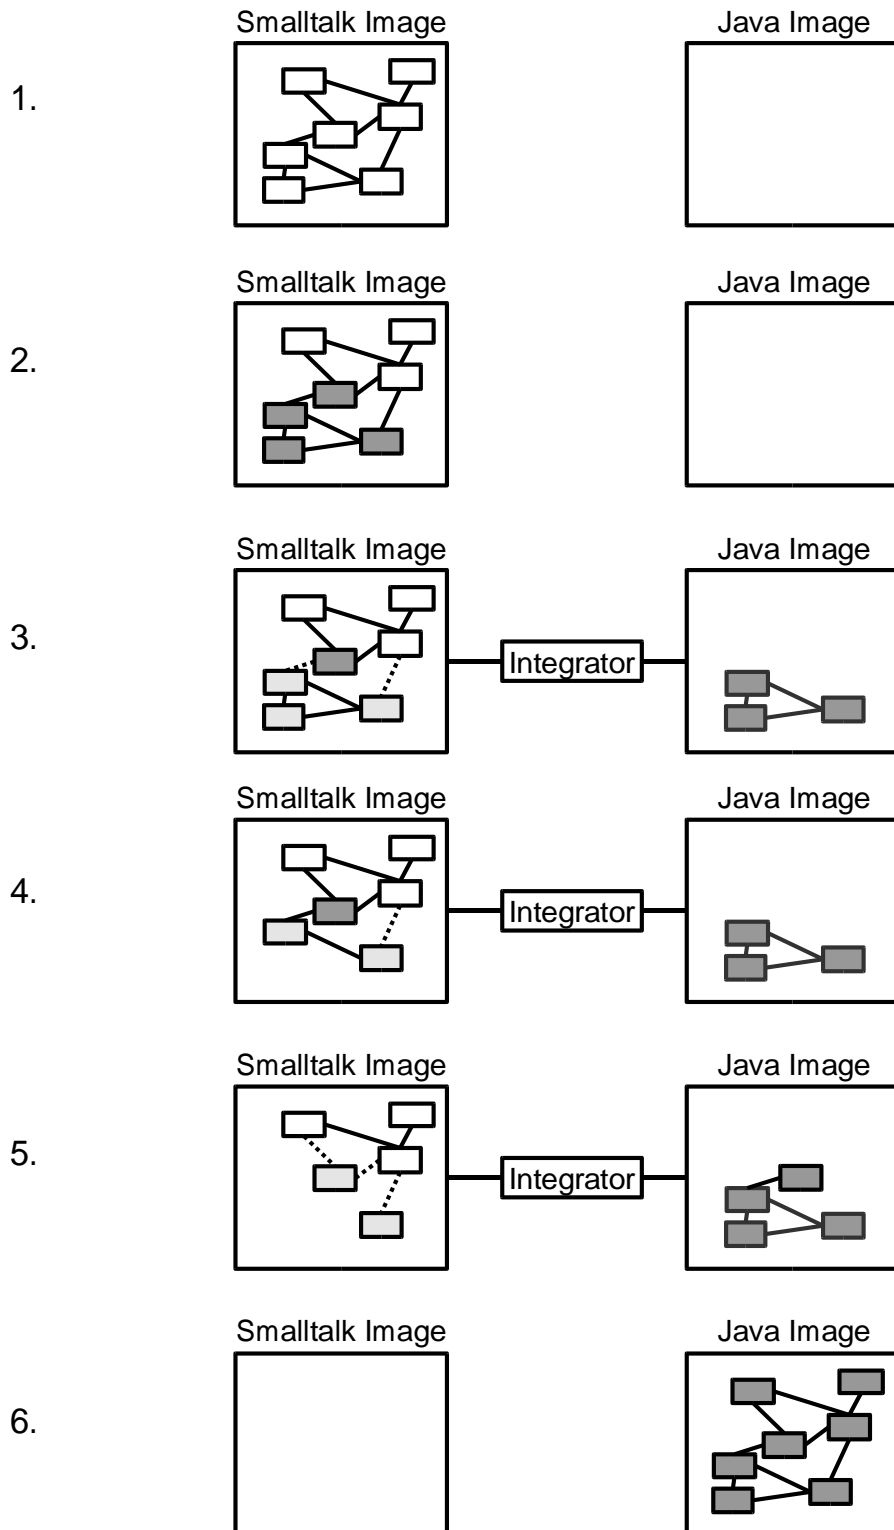 Smalltalk Image Java Image
1.
Smalltalk Image Java Image
2.
Smalltalk Image Java Image
3.
Integrator
Smalltalk Image Java Image
4.
Integrator
Smalltalk Image Java Image
5.
Integrator
Smalltalk Image Java Image
6.